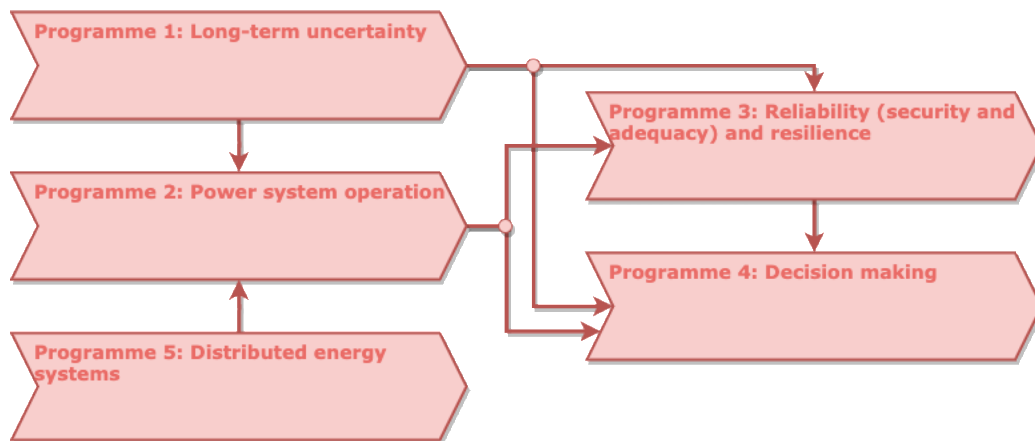 Programme 1: Long-term uncertainty
Programme 2: Power system operation
Programme 5: Distributed energy
systems
Programme 3: Reliability (security and
adequacy) and resilience
Programme 4: Decision making